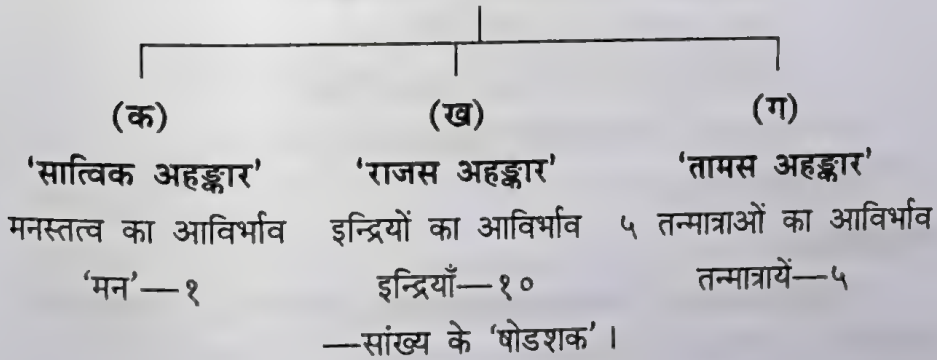 (क) (ख) (ग)
‘सात्विक अहङ्कार’ ‘राजस अहङ्कार’ ‘तामस अहङ्कार’
मनस्तत्व का आविर्भाव इन्द्रियों का आविर्भाव ५ तन्मात्राओं का आविर्भाव
‘मन’—१ इन्द्रियाँ—१० तन्मात्रायें—५
—सांख्य के ‘षोडशक’ ।